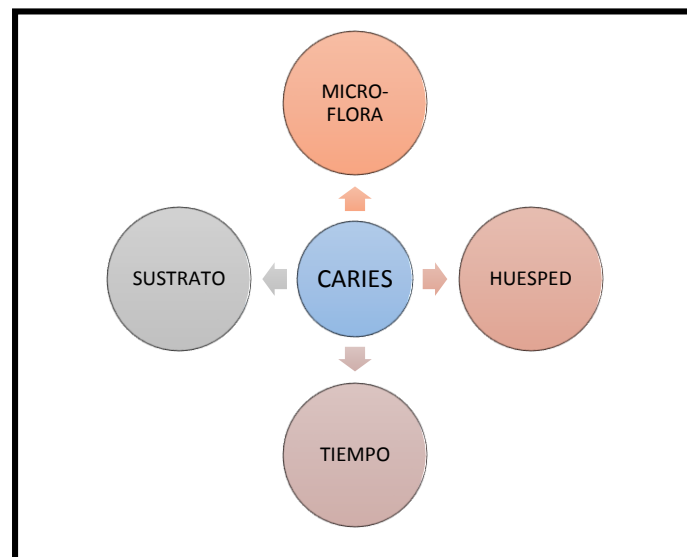 MICRO-
FLORA
SUSTRATO
CARIES
HUESPED
TIEMPO